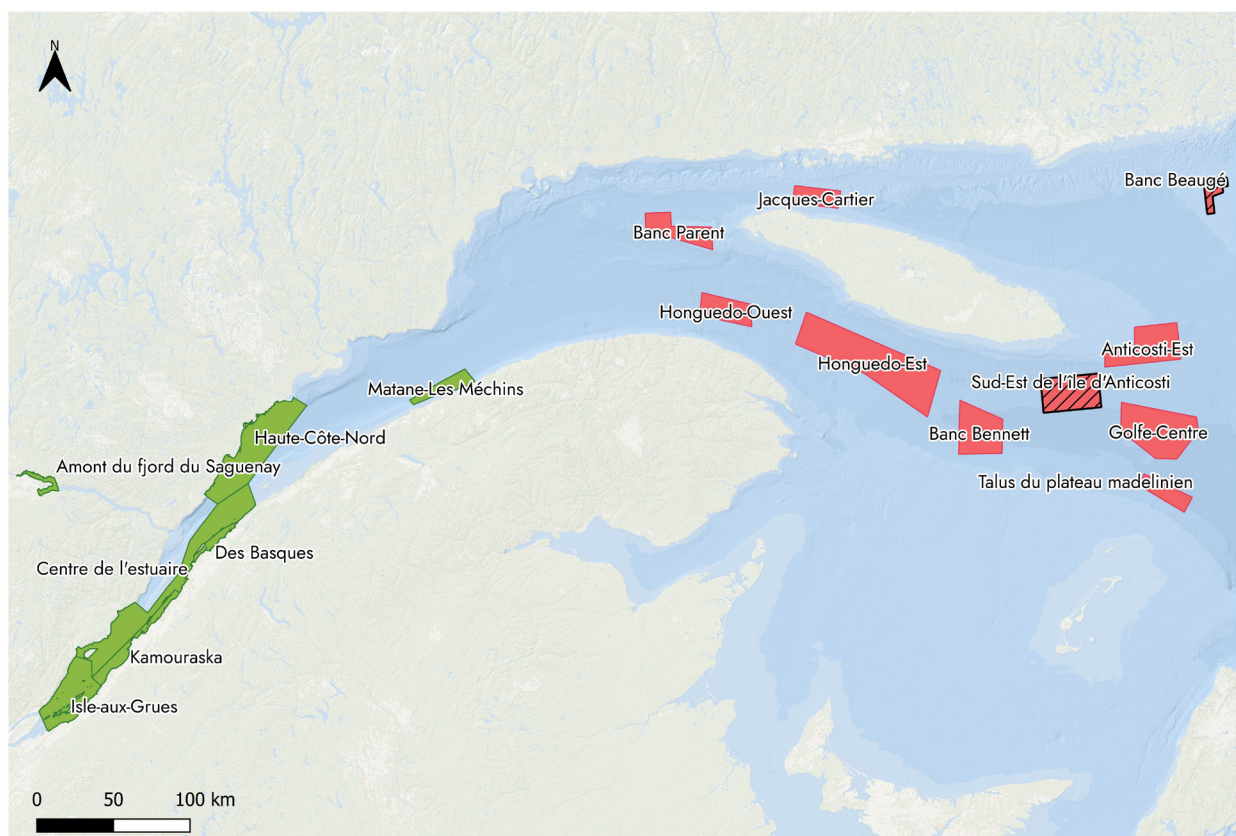 N
Banc Beaugé
Jacques-Cartier
Banc Parent
Honguedo-Ouest
Anticosti-Est
Honguedo-Est
Sud-Est de l'île d'Anticosti
Matane-Les Méchins
Banc Bennett
Golfe-Centre
Haute-Côte-Nord
Amont du fjord du Saguenay
Talus du plateau madelinien
Des Basques
Centre de l'estuaire
Kamouraska
Isle-aux-Grues
0 50 100 km